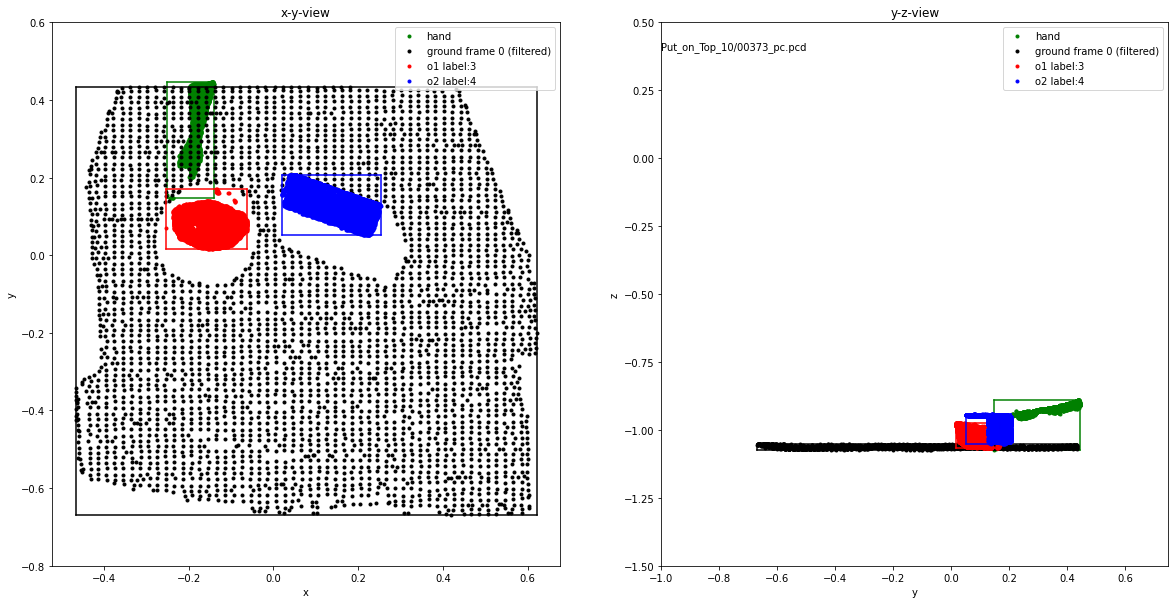 x-y-view
0.6
0.4
0.2
0.0
−0.2
−0.4
−0.6
−0.8
−0.4
−0.2
0.0
0.2
0.4
0.6
x
y
hand
ground frame 0 (filtered)
o1 label:3
o2 label:4
y-z-view
Put_on_Top_10/00373_pc.pcd
0.50
0.25
0.00
−0.25
−0.50
−0.75
−1.00
−1.25
−1.50
−1.0
−0.8
−0.6
−0.4
−0.2
0.0
0.2
0.4
0.6
y
z
hand
ground frame 0 (filtered)
o1 label:3
o2 label:4